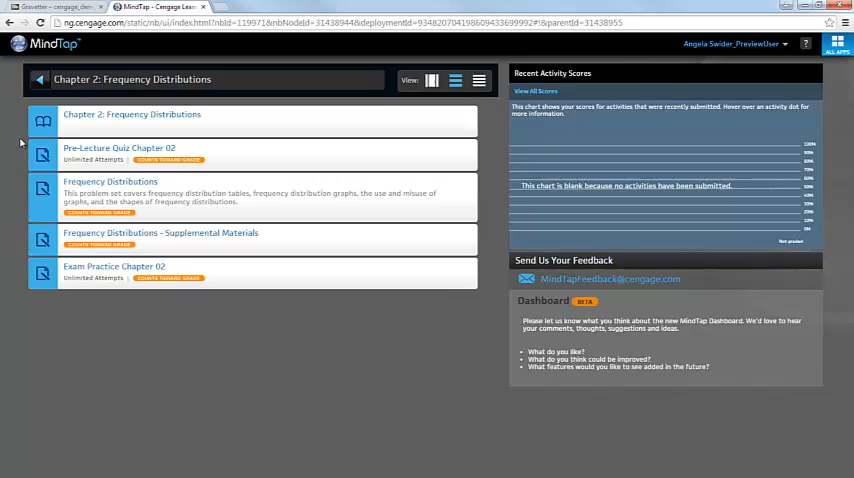 Gravetter - cengage_dem
MindTap - Cengage Lear
ng.cengage.com/static/nb/ui/index.html?nbId=119971&nbNodeId=31438944&deploymentId=934820704198609433699992#!&parentId=31438955
MindTap™
Angela Swider_PreviewUser
?
ALL APPS
Chapter 2: Frequency Distributions
View:
Chapter 2: Frequency Distributions
Pre-Lecture Quiz Chapter 02
Unlimited Attempts | COUNTS TOWARD GRADE
Frequency Distributions
This problem set covers frequency distribution tables, frequency distribution graphs, the use and misuse of
graphs, and the shapes of frequency distributions.
COUNTS TOWARD GRADE
Frequency Distributions - Supplemental Materials
COUNTS TOWARD GRADE
Exam Practice Chapter 02
Unlimited Attempts | COUNTS TOWARD GRADE
Recent Activity Scores
View All Scores
This chart shows your scores for activities that were recently submitted. Hover over an activity dot for
more information.
100%
90%
80%
70%
60%
This chart is blank because no activities have been submitted.
50%
40%
30%
20%
10%
0%
Not graded
Send Us Your Feedback
MindTapFeedback@cengage.com
Dashboard BETA
Please let us know what you think about the new MindTap Dashboard. We'd love to hear
your comments, thoughts, suggestions and ideas.
• What do you like?
• What do you think could be improved?
• What features would you like to see added in the future?